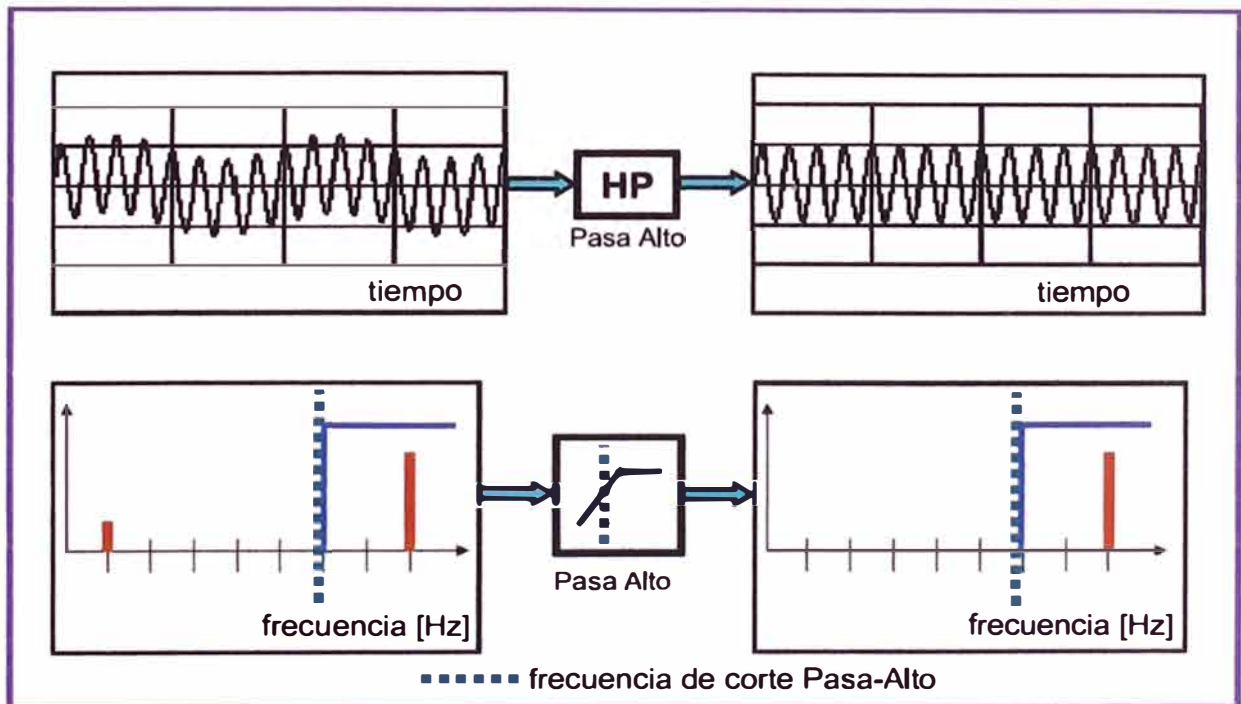 HP
Pasa Alto
tiempo
tiempo
Pasa Alto
frecuencia [Hz]
frecuencia [Hz]
frecuencia de corte Pasa-Alto